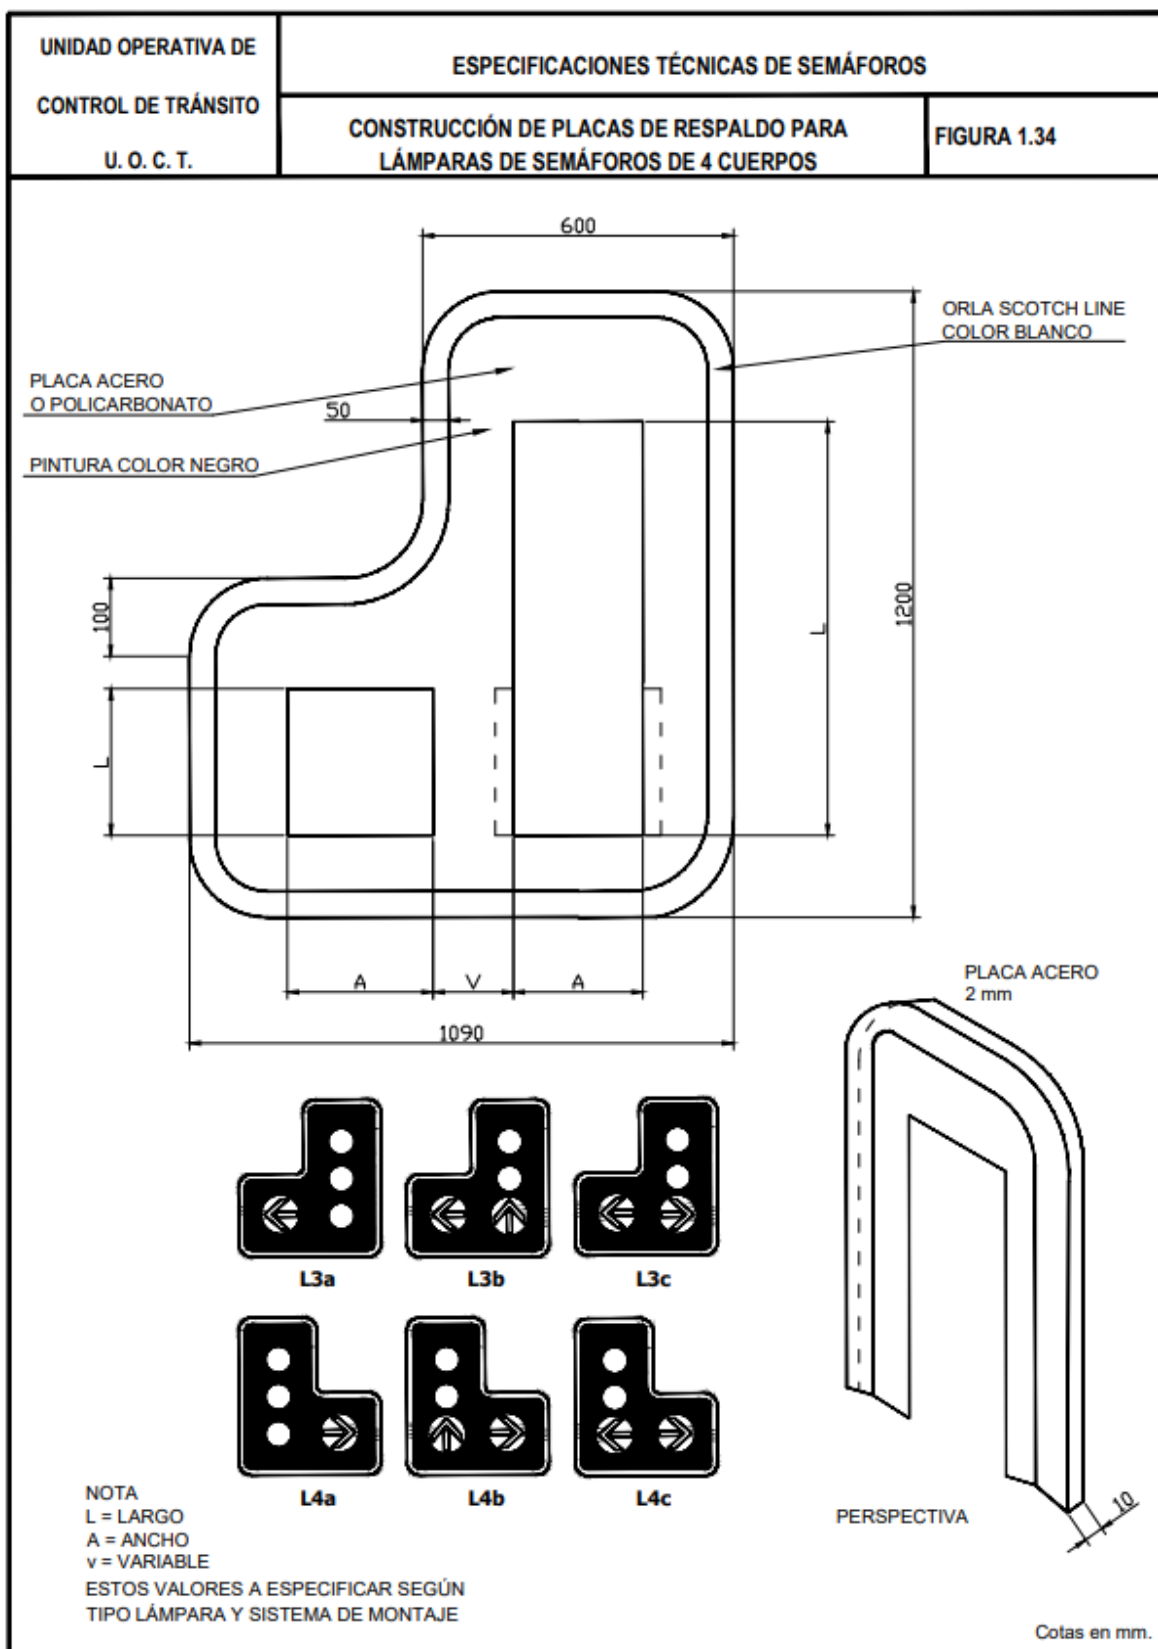 UNIDAD OPERATIVA DE
CONTROL DE TRÁNSITO
U. O. C. T.
ESPECIFICACIONES TÉCNICAS DE SEMÁFOROS
CONSTRUCCIÓN DE PLACAS DE RESPALDO PARA
LÁMPARAS DE SEMÁFOROS DE 4 CUERPOS
FIGURA 1.34
600
ORLA SCOTCH LINE
COLOR BLANCO
PLACA ACERO
O POLICARBONATO
50
PINTURA COLOR NEGRO
100
1200
L
L
A
V
A
1090
PLACA ACERO
2 mm
L3a
L3b
L3c
L4a
L4b
L4c
10
PERSPECTIVA
NOTA
L = LARGO
A = ANCHO
v = VARIABLE
ESTOS VALORES A ESPECIFICAR SEGÚN
TIPO LÁMPARA Y SISTEMA DE MONTAJE
Cotas en mm.